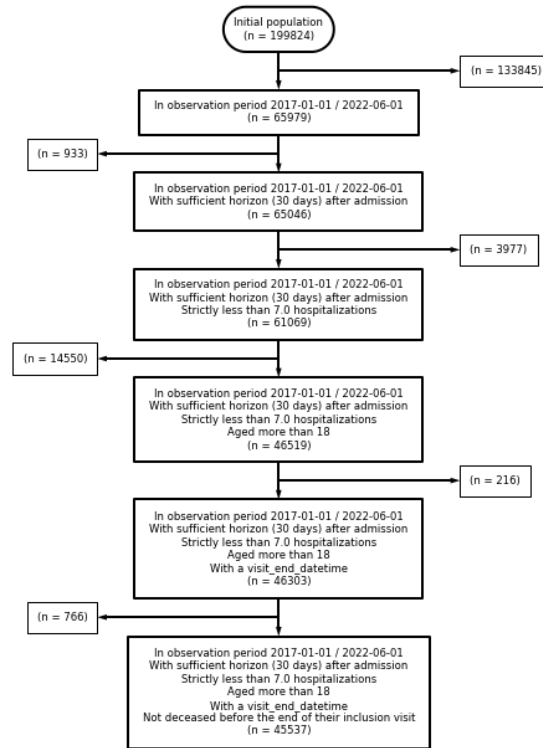 Initial population
(n = 199824)
(n = 133845)
In observation period 2017-01-01 / 2022-06-01
(n = 65979)
(n = 933)
In observation period 2017-01-01 / 2022-06-01
With sufficient horizon (30 days) after admission
(n = 65046)
(n = 3977)
In observation period 2017-01-01 / 2022-06-01
With sufficient horizon (30 days) after admission
Strictly less than 7.0 hospitalizations
(n = 61069)
(n = 14550)
In observation period 2017-01-01 / 2022-06-01
With sufficient horizon (30 days) after admission
Strictly less than 7.0 hospitalizations
Aged more than 18
(n = 46519)
(n = 216)
In observation period 2017-01-01 / 2022-06-01
With sufficient horizon (30 days) after admission
Strictly less than 7.0 hospitalizations
Aged more than 18
With a visit_end_datetime
(n = 46303)
(n = 766)
In observation period 2017-01-01 / 2022-06-01
With sufficient horizon (30 days) after admission
Strictly less than 7.0 hospitalizations
Aged more than 18
With a visit_end_datetime
Not deceased before the end of their inclusion visit
(n = 45537)